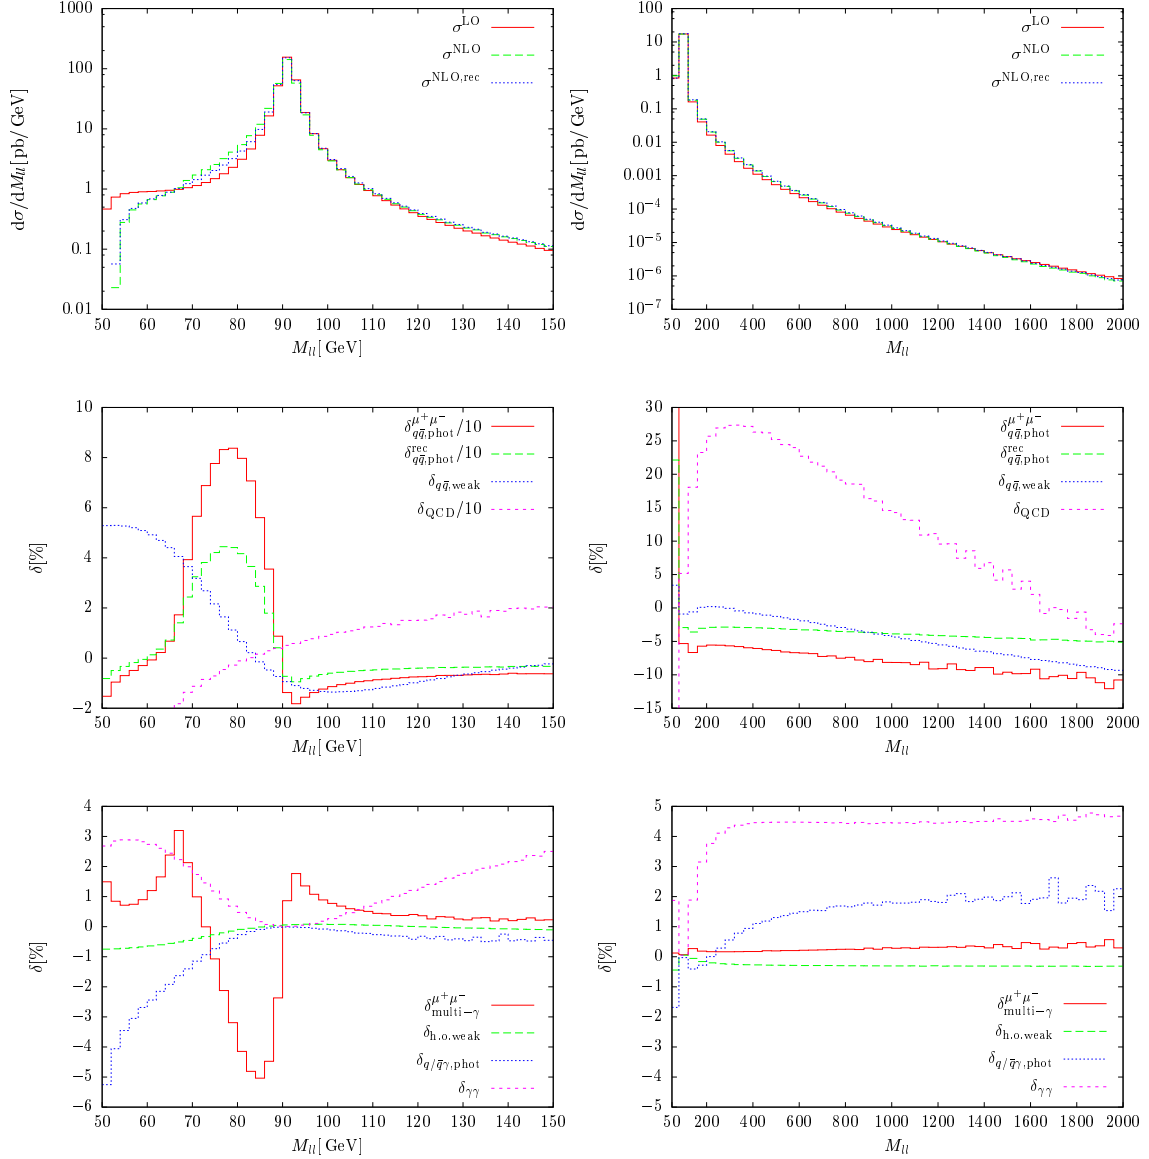 1000
100
10
1
0.1
0.01
dσ/dM_ll [pb/GeV]
σ^LO
σ^NLO
σ^NLO,rec
50 60 70 80 90 100 110 120 130 140 150
M_ll [GeV]
100
10
1
0.1
0.01
0.001
10^−4
10^−5
10^−6
10^−7
dσ/dM_ll [pb/GeV]
σ^LO
σ^NLO
σ^NLO,rec
50 200 400 600 800 1000 1200 1400 1600 1800 2000
M_ll
10
8
6
4
2
0
−2
δ[%]
δ^μ+μ−_qq̄,phot/10
δ^rec_qq̄,phot/10
δ_qq̄,weak
δ_QCD/10
50 60 70 80 90 100 110 120 130 140 150
M_ll [GeV]
30
25
20
15
10
5
0
−5
−10
−15
δ[%]
δ^μ+μ−_qq̄,phot
δ^rec_qq̄,phot
δ_qq̄,weak
δ_QCD
50 200 400 600 800 1000 1200 1400 1600 1800 2000
M_ll
4
3
2
1
0
−1
−2
−3
−4
−5
−6
δ[%]
δ^μ+μ−_multi−γ
δ_h.o.weak
δ_q/q̄γ,phot
δ_γγ
50 60 70 80 90 100 110 120 130 140 150
M_ll [GeV]
5
4
3
2
1
0
−1
−2
−3
−4
−5
δ[%]
δ^μ+μ−_multi−γ
δ_h.o.weak
δ_q/q̄γ,phot
δ_γγ
50 200 400 600 800 1000 1200 1400 1600 1800 2000
M_ll